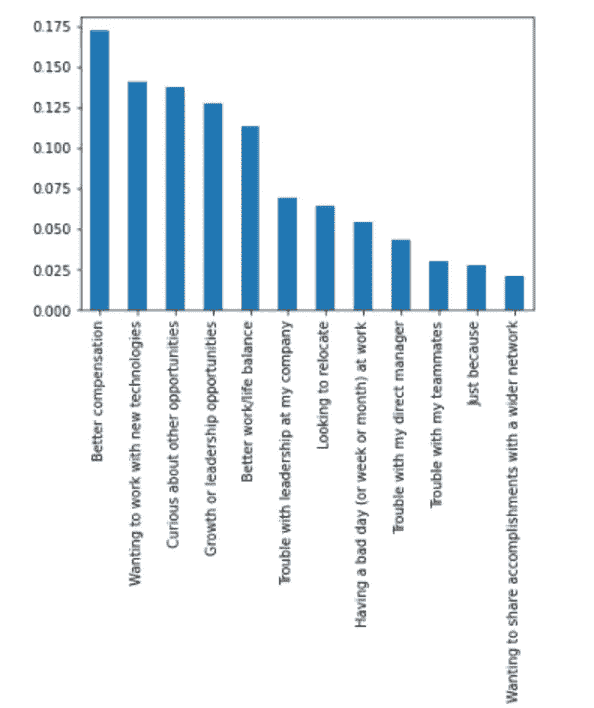 0.175
0.150
0.125
0.100
0.075
0.050
0.025
0.000
Better compensation
Wanting to work with new technologies
Curious about other opportunities
Growth or leadership opportunities
Better work/life balance
Trouble with leadership at my company
Looking to relocate
Having a bad day (or week or month) at work
Trouble with my direct manager
Trouble with my teammates
Just because
Wanting to share accomplishments with a wider network